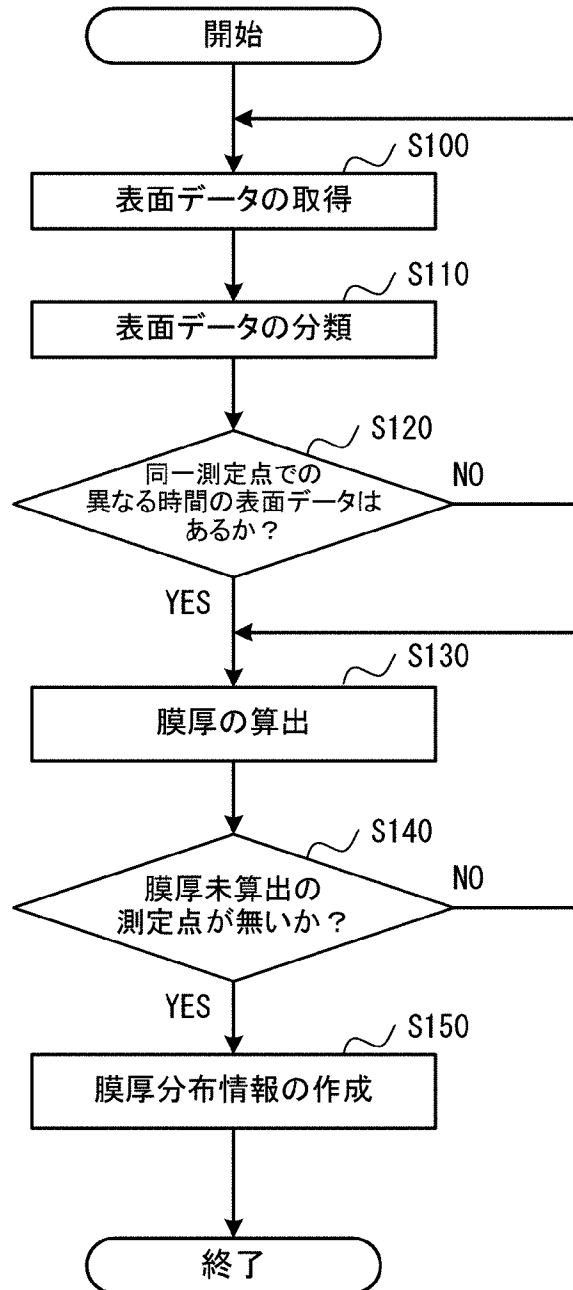 開始
S100
表面データの取得
S110
表面データの分類
S120
同一測定点での
異なる時間の表面データは
あるか？
NO
YES
S130
膜厚の算出
S140
膜厚未算出の
測定点が無いか？
NO
YES
S150
膜厚分布情報の作成
終了